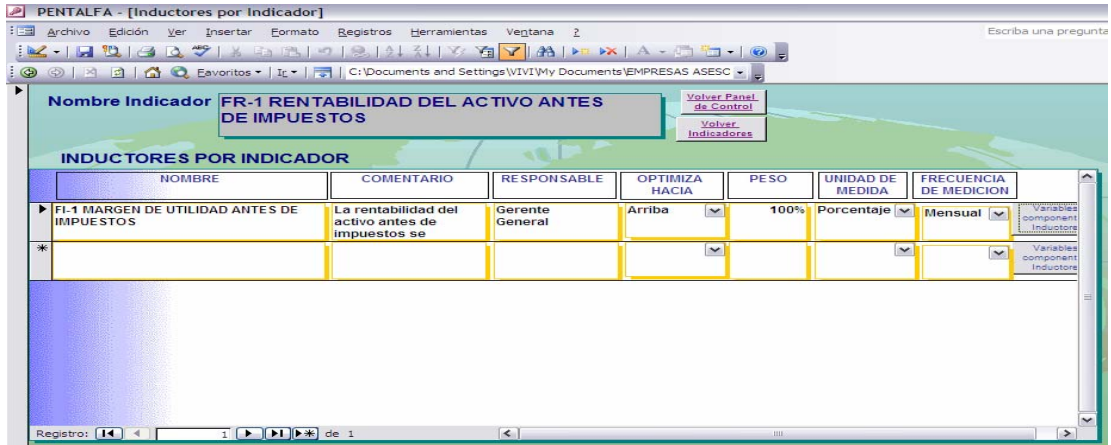 PENTALFA - [Inductores por Indicador]
Archivo Edición Ver Insertar Formato Registros Herramientas Ventana ? Escriba una pregunta
Favoritos Ir C:\Documents and Settings\VIVI\My Documents\EMPRESAS ASESC
Nombre Indicador FR-1 RENTABILIDAD DEL ACTIVO ANTES DE IMPUESTOS
Volver Panel de Control
Volver Indicadores
INDUCTORES POR INDICADOR
NOMBRE COMENTARIO RESPONSABLE OPTIMIZA HACIA PESO UNIDAD DE MEDIDA FRECUENCIA DE MEDICION
FI-1 MARGEN DE UTILIDAD ANTES DE IMPUESTOS La rentabilidad del activo antes de impuestos se Gerente General Arriba 100% Porcentaje Mensual Variables component Inductore
Variables component Inductore
Registro: 1 de 1